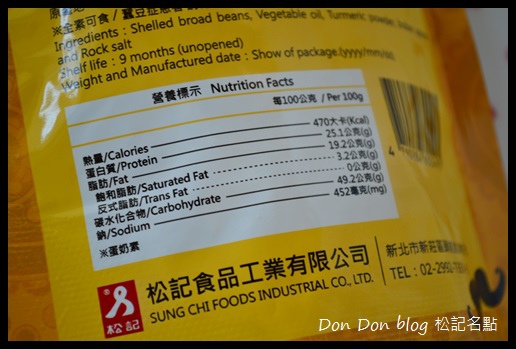 ※全素可食 / 蠶豆症患者
Ingredients : Shelled broad beans, Vegetable oil, Turmeric powder,
and Rock salt
Shelf life : 9 months (unopened)
Weight and Manufactured date : Show of package.(yyyy/mm/dd)
營養標示 Nutrition Facts
每100公克 / Per 100g
熱量/Calories 470大卡(Kcal)
蛋白質/Protein 25.1公克(g)
脂肪/Fat 19.2公克(g)
飽和脂肪/Saturated Fat 3.2公克(g)
反式脂肪/Trans Fat 0公克(g)
碳水化合物/Carbohydrate 49.2公克(g)
鈉/Sodium 452毫克(mg)
※蛋奶素
松記
松記食品工業有限公司
SUNG CHI FOODS INDUSTRIAL CO., LTD.
新北市新莊區
TEL : 02-2992-
Don Don blog 松記名點